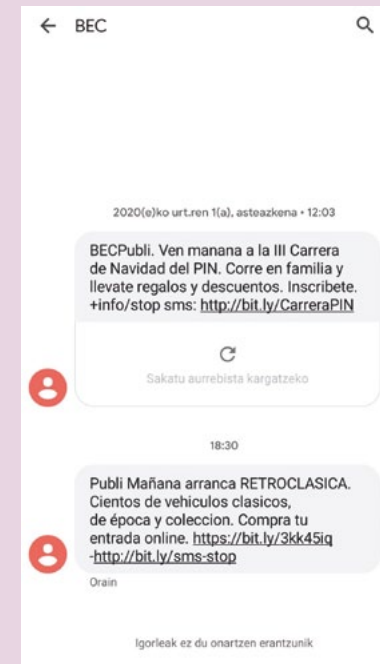 BEC
2020(e)ko urt.ren 1(a), asteazkena • 12:03
BECPubli. Ven manana a la III Carrera
de Navidad del PIN. Corre en familia y
llevate regalos y descuentos. Inscribete.
+info/stop sms: http://bit.ly/CarreraPIN
Sakatu aurrebista kargatzeko
18:30
Publi Mañana arranca RETROCLASICA.
Cientos de vehiculos clasicos,
de época y coleccion. Compra tu
entrada online. https://bit.ly/3kk45iq
-http://bit.ly/sms-stop
Orain
Igorleak ez du onartzen erantzunik